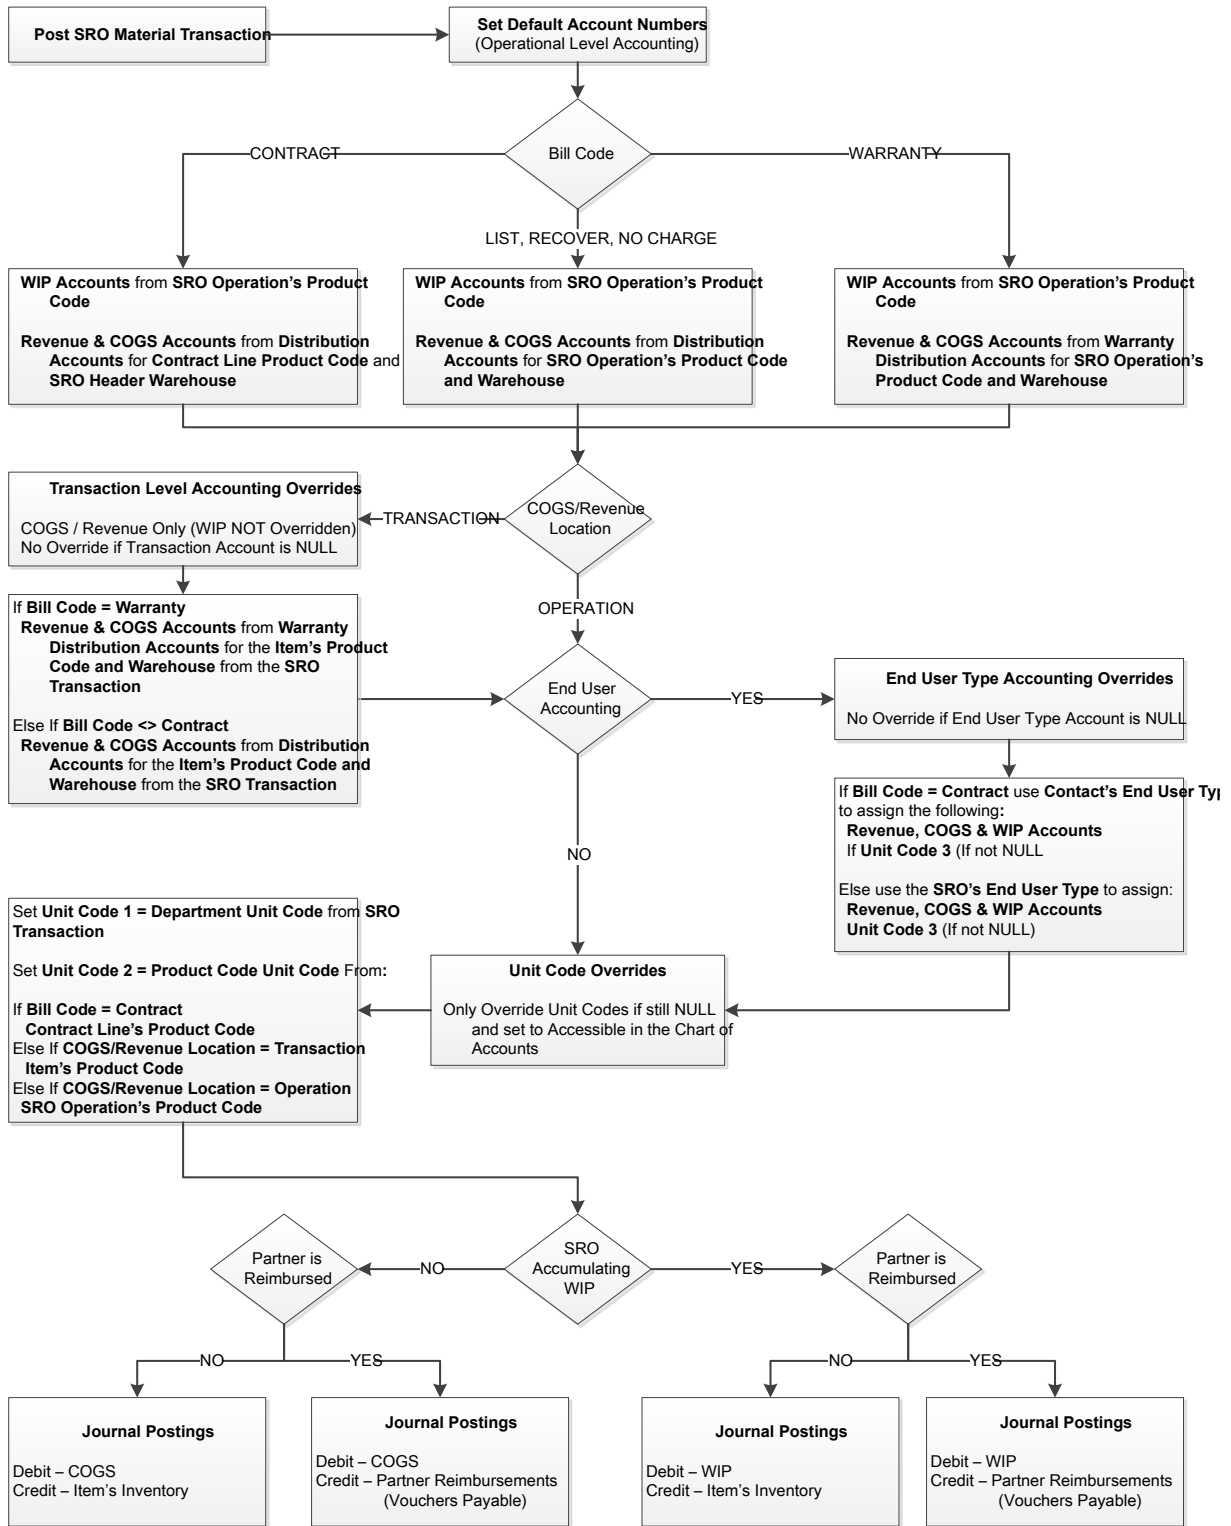 Post SRO Material Transaction
Set Default Account Numbers
(Operational Level Accounting)
Bill Code
CONTRACT
WARRANTY
LIST, RECOVER, NO CHARGE
WIP Accounts from SRO Operation's Product
Code
Revenue & COGS Accounts from Distribution
Accounts for Contract Line Product Code and
SRO Header Warehouse
WIP Accounts from SRO Operation's Product
Code
Revenue & COGS Accounts from Distribution
Accounts for SRO Operation's Product Code
and Warehouse
WIP Accounts from SRO Operation's Product
Code
Revenue & COGS Accounts from Warranty
Distribution Accounts for SRO Operation's
Product Code and Warehouse
Transaction Level Accounting Overrides
COGS / Revenue Only (WIP NOT Overridden)
No Override if Transaction Account is NULL
TRANSACTION
COGS/Revenue
Location
OPERATION
If Bill Code = Warranty
Revenue & COGS Accounts from Warranty
Distribution Accounts for the Item's Product
Code and Warehouse from the SRO
Transaction
Else If Bill Code <> Contract
Revenue & COGS Accounts from Distribution
Accounts for the Item's Product Code and
Warehouse from the SRO Transaction
End User
Accounting
YES
NO
End User Type Accounting Overrides
No Override if End User Type Account is NULL
If Bill Code = Contract use Contact's End User Typ
to assign the following:
Revenue, COGS & WIP Accounts
If Unit Code 3 (If not NULL
Else use the SRO's End User Type to assign:
Revenue, COGS & WIP Accounts
Unit Code 3 (If not NULL)
Set Unit Code 1 = Department Unit Code from SRO
Transaction
Set Unit Code 2 = Product Code Unit Code From:
If Bill Code = Contract
Contract Line's Product Code
Else If COGS/Revenue Location = Transaction
Item's Product Code
Else If COGS/Revenue Location = Operation
SRO Operation's Product Code
Unit Code Overrides
Only Override Unit Codes if still NULL
and set to Accessible in the Chart of
Accounts
Partner is
Reimbursed
NO
SRO
Accumulating
WIP
YES
Partner is
Reimbursed
NO
YES
NO
YES
Journal Postings
Debit – COGS
Credit – Item's Inventory
Journal Postings
Debit – COGS
Credit – Partner Reimbursements
(Vouchers Payable)
Journal Postings
Debit – WIP
Credit – Item's Inventory
Journal Postings
Debit – WIP
Credit – Partner Reimbursements
(Vouchers Payable)